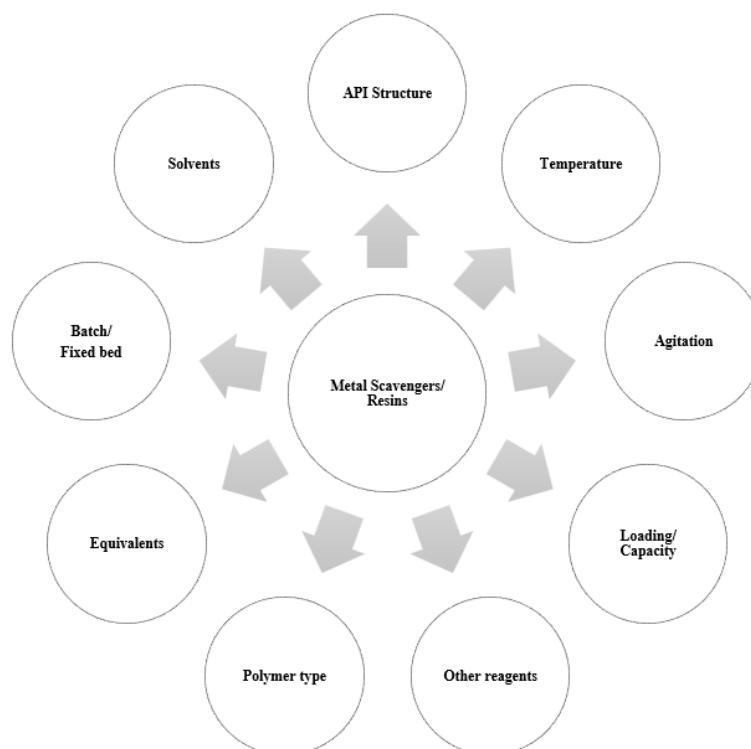 API Structure
Temperature
Agitation
Loading/
Capacity
Other reagents
Polymer type
Equivalents
Batch/
Fixed bed
Solvents
Metal Scavengers/
Resins